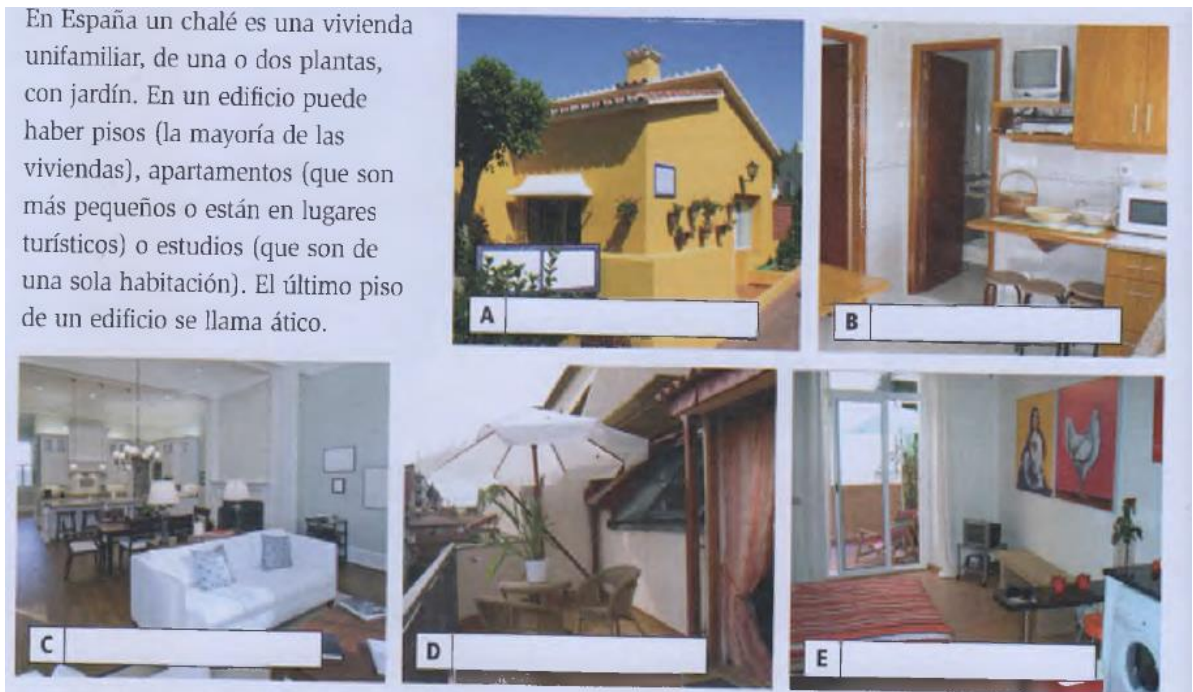 En España un chalé es una vivienda
unifamiliar, de una o dos plantas,
con jardín. En un edificio puede
haber pisos (la mayoría de las
viviendas), apartamentos (que son
más pequeños o están en lugares
turísticos) o estudios (que son de
una sola habitación). El último piso
de un edificio se llama ático.
A
B
C
D
E